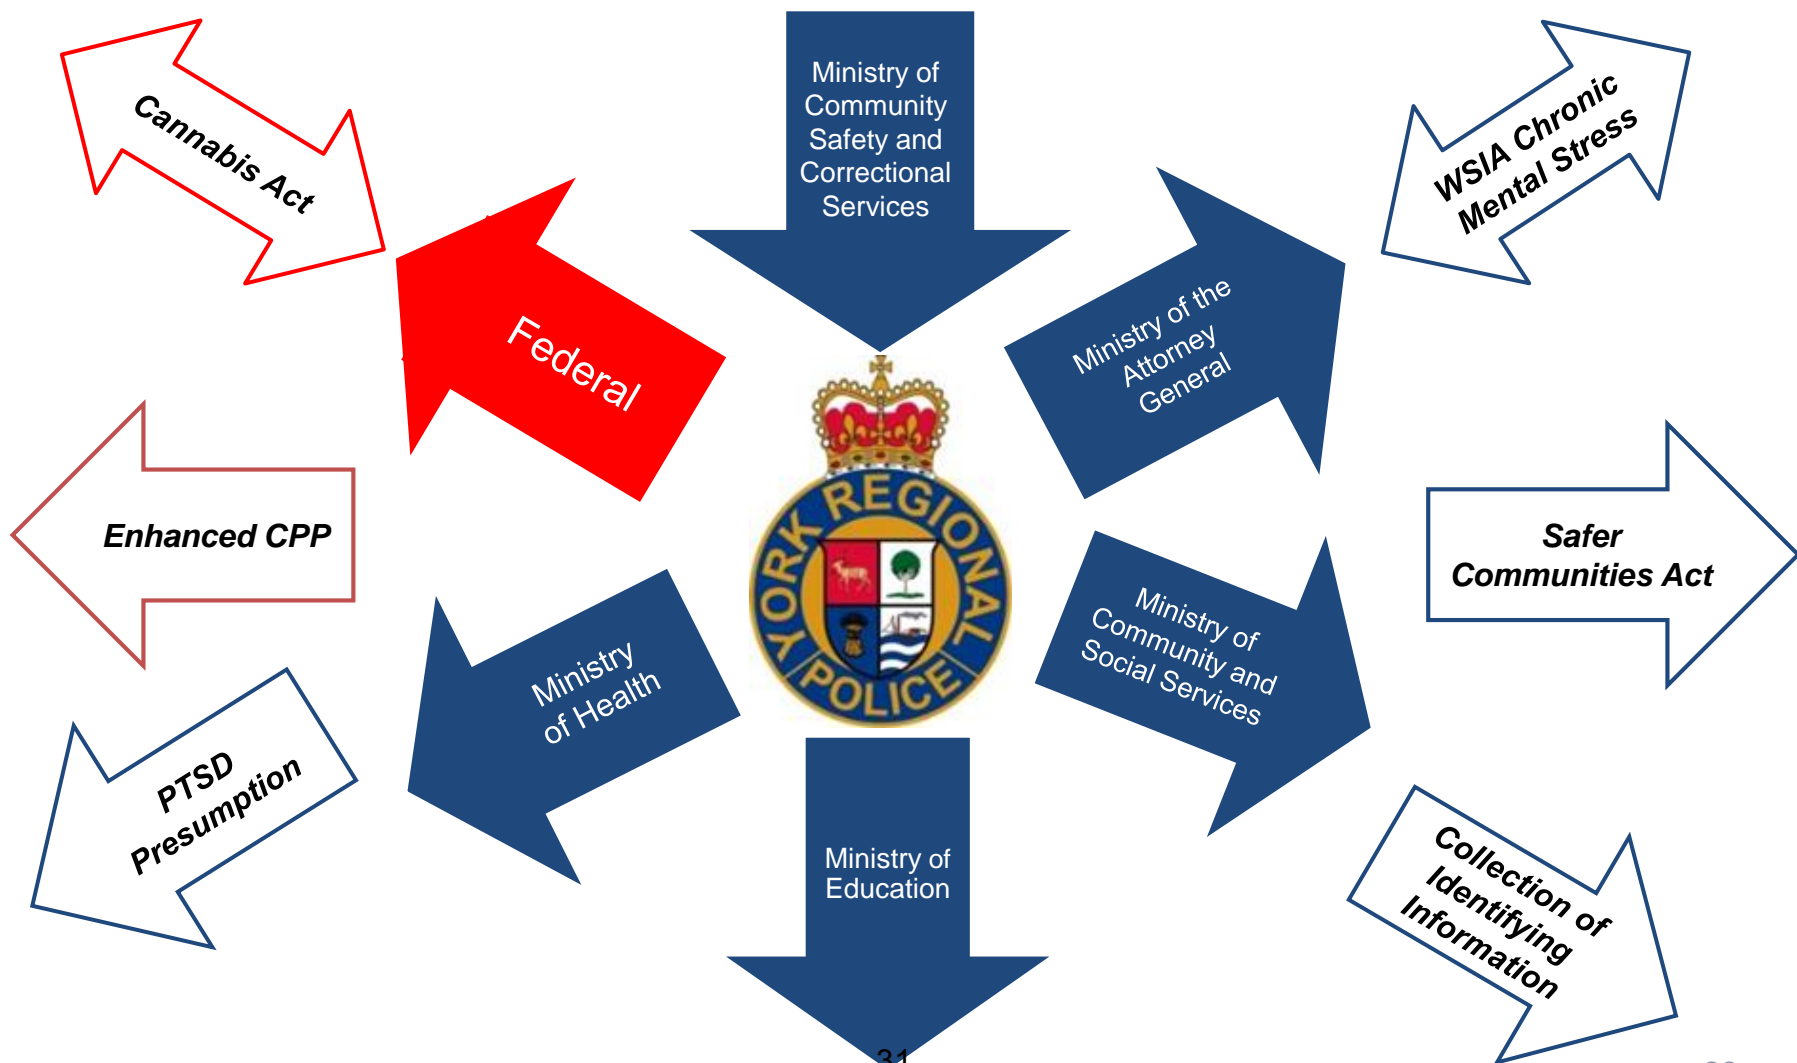 Ministry of
Community
Safety and
Correctional
Services
Cannabis Act
WSIA Chronic
Mental Stress
Federal
Ministry of the
Attorney
General
Enhanced CPP
YORK REGIONAL
POLICE
Safer
Communities Act
Ministry
of Health
Ministry of
Community and
Social Services
PTSD
Presumption
Ministry of
Education
Collection of
Identifying
Information
31